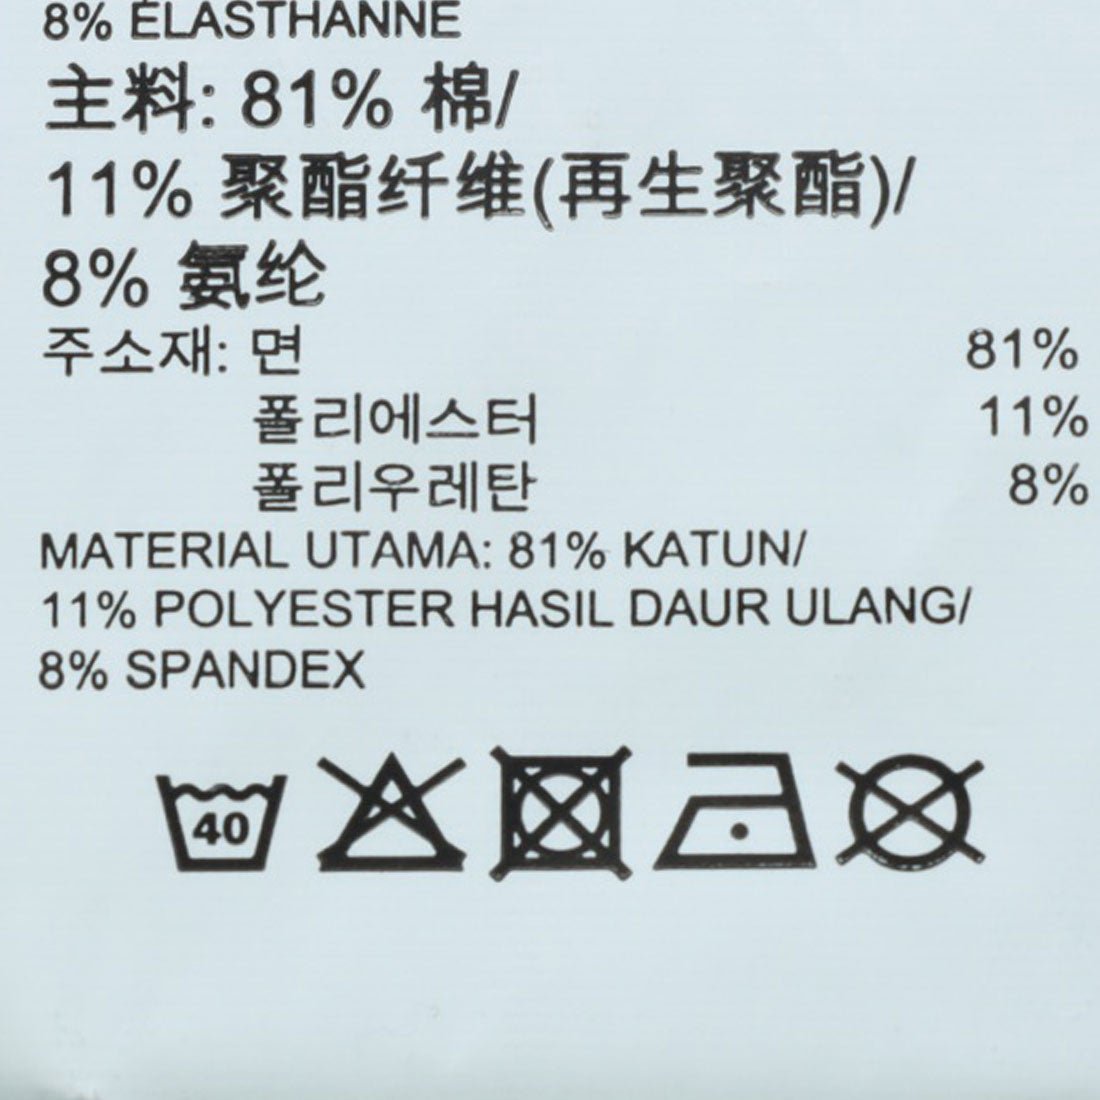 8% ÉLASTHANNE
主料: 81% 棉/
11% 聚酯纤维(再生聚酯)/
8% 氨纶
주소재: 면 81%
폴리에스터 11%
폴리우레탄 8%
MATERIAL UTAMA: 81% KATUN/
11% POLYESTER HASIL DAUR ULANG/
8% SPANDEX
40